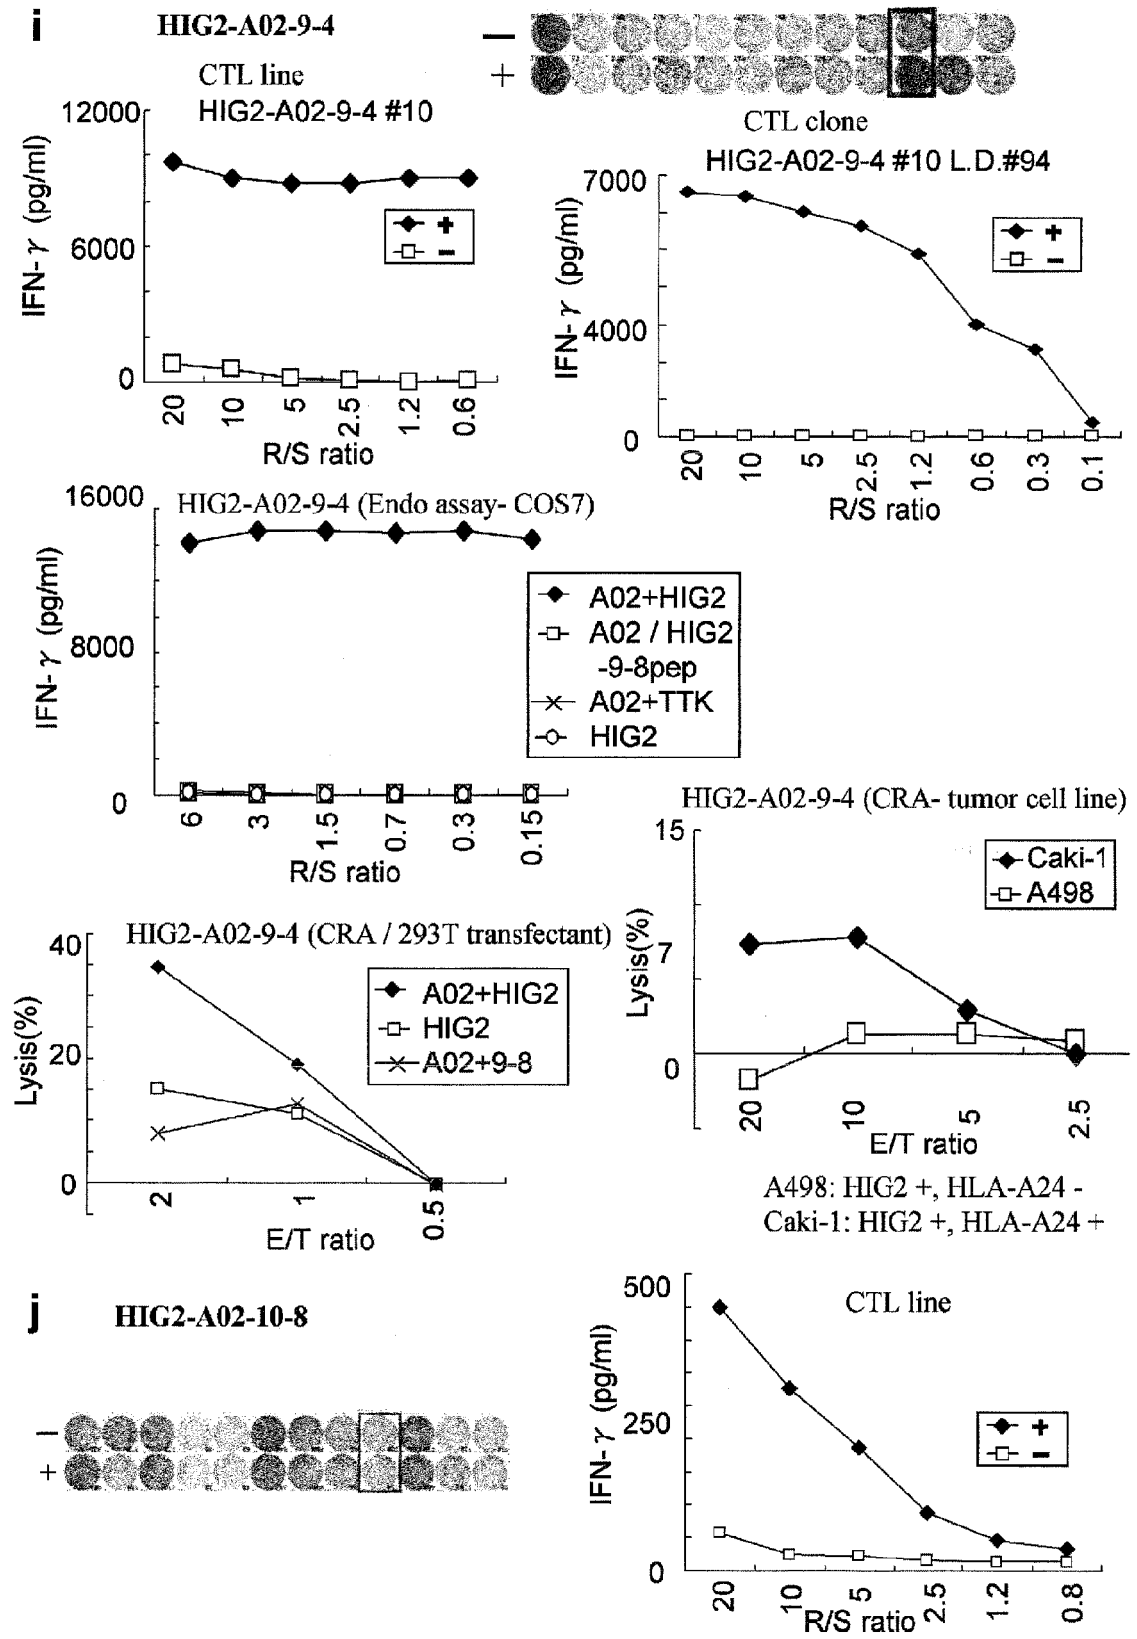 i
HIG2-A02-9-4
−
+
CTL line
HIG2-A02-9-4 #10
12000
6000
0
IFN-γ (pg/ml)
+
−
20 10 5 2.5 1.2 0.6
R/S ratio
CTL clone
HIG2-A02-9-4 #10 L.D.#94
7000
4000
0
IFN-γ (pg/ml)
+
−
20 10 5 2.5 1.2 0.6 0.3 0.1
R/S ratio
HIG2-A02-9-4 (Endo assay- COS7)
16000
8000
0
IFN-γ (pg/ml)
A02+HIG2
A02 / HIG2
-9-8pep
A02+TTK
HIG2
6 3 1.5 0.7 0.3 0.15
R/S ratio
HIG2-A02-9-4 (CRA- tumor cell line)
15
7
0
Lysis(%)
Caki-1
A498
20 10 5 2.5
E/T ratio
A498: HIG2 +, HLA-A24 -
Caki-1: HIG2 +, HLA-A24 +
HIG2-A02-9-4 (CRA / 293T transfectant)
40
20
0
Lysis(%)
A02+HIG2
HIG2
A02+9-8
2 1 0.5
E/T ratio
j
HIG2-A02-10-8
−
+
CTL line
500
250
0
IFN-γ (pg/ml)
+
−
20 10 5 2.5 1.2 0.8
R/S ratio